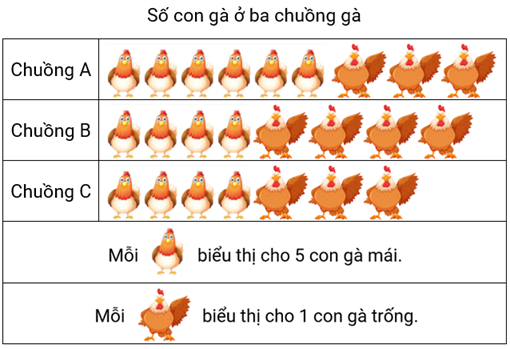 Số con gà ở ba chuồng gà
Chuồng A
Chuồng B
Chuồng C
Mỗi biểu thị cho 5 con gà mái.
Mỗi biểu thị cho 1 con gà trống.